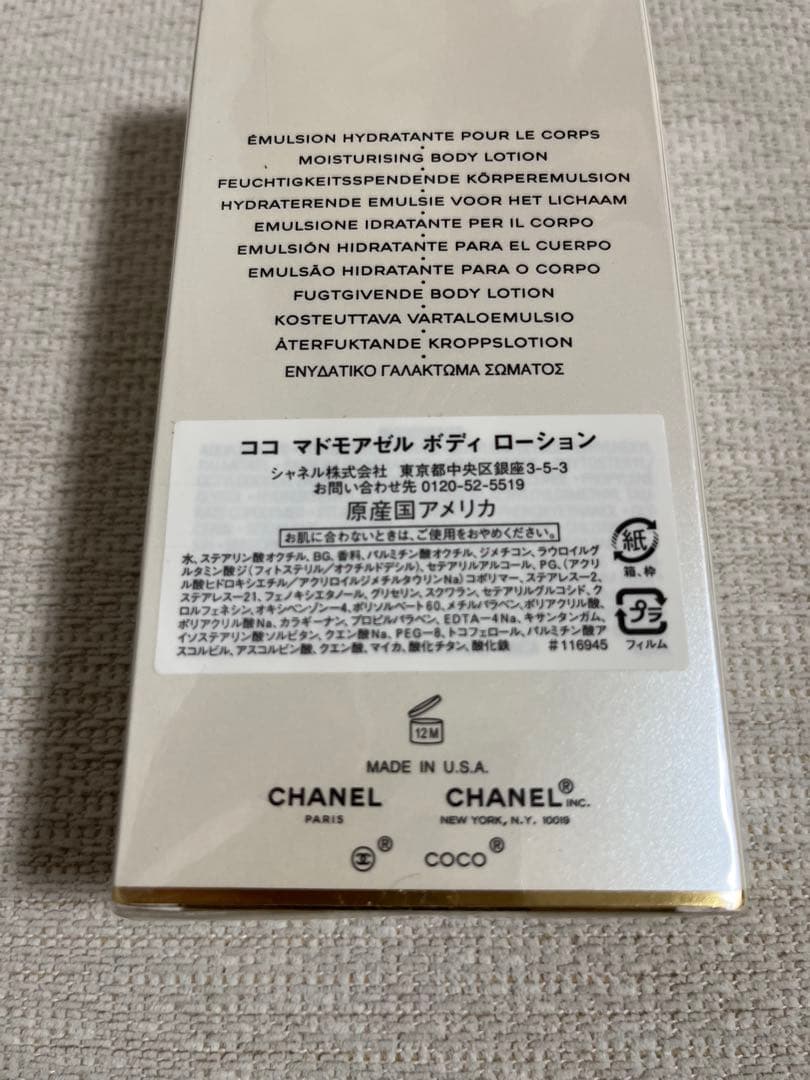 ÉMULSION HYDRATANTE POUR LE CORPS
MOISTURISING BODY LOTION
FEUCHTIGKEITSSPENDENDE KÖRPEREMULSION
HYDRATERENDE EMULSIE VOOR HET LICHAAM
EMULSIONE IDRATANTE PER IL CORPO
EMULSIÓN HIDRATANTE PARA EL CUERPO
EMULSÃO HIDRATANTE PARA O CORPO
FUGTGIVENDE BODY LOTION
KOSTEUTTAVA VARTALOEMULSIO
ÅTERFUKTANDE KROPPSLOTION
ΕΝΥΔΑΤΙΚΟ ΓΑΛΑΚΤΩΜΑ ΣΩΜΑΤΟΣ
ココ マドモアゼル ボディ ローション
シャネル株式会社 東京都中央区銀座3-5-3
お問い合わせ先 0120-52-5519
原産国アメリカ
お肌に合わないときは、ご使用をおやめください。
水、ステアリン酸オクチル、BG、香料、パルミチン酸オクチル、ジメチコン、ラウロイルグ
ルタミン酸ジ(フィトステリル/オクチルドデシル)、セテアリルアルコール、PG、(アクリ
ル酸ヒドロキシエチル/アクリロイルジメチルタウリンNa)コポリマー、ステアレス-2、
ステアレス-21、フェノキシエタノール、グリセリン、スクワラン、セテアリルグルコシド、ク
ロルフェネシン、オキシベンゾン-4、ポリソルベート60、メチルパラベン、ポリアクリル酸、
ポリアクリル酸Na、カラギーナン、プロピルパラベン、EDTA-4Na、キサンタンガム、
イソステアリン酸ソルビタン、クエン酸Na、PEG-8、トコフェロール、パルミチン酸ア
スコルビル、アスコルビン酸、クエン酸、マイカ、酸化チタン、酸化鉄 #116945
紙
箱、枠
プラ
フィルム
12M
MADE IN U.S.A.
CHANEL CHANEL® INC.
PARIS NEW YORK, N.Y. 10019
® COCO®